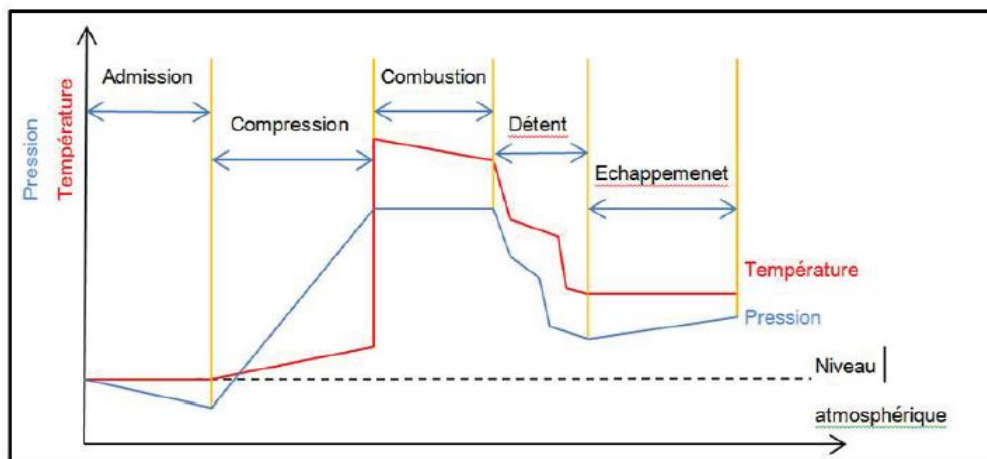 Admission
Combustion
Compression
Détent
Echappemenet
Pression
Température
Température
Pression
Niveau
atmosphérique